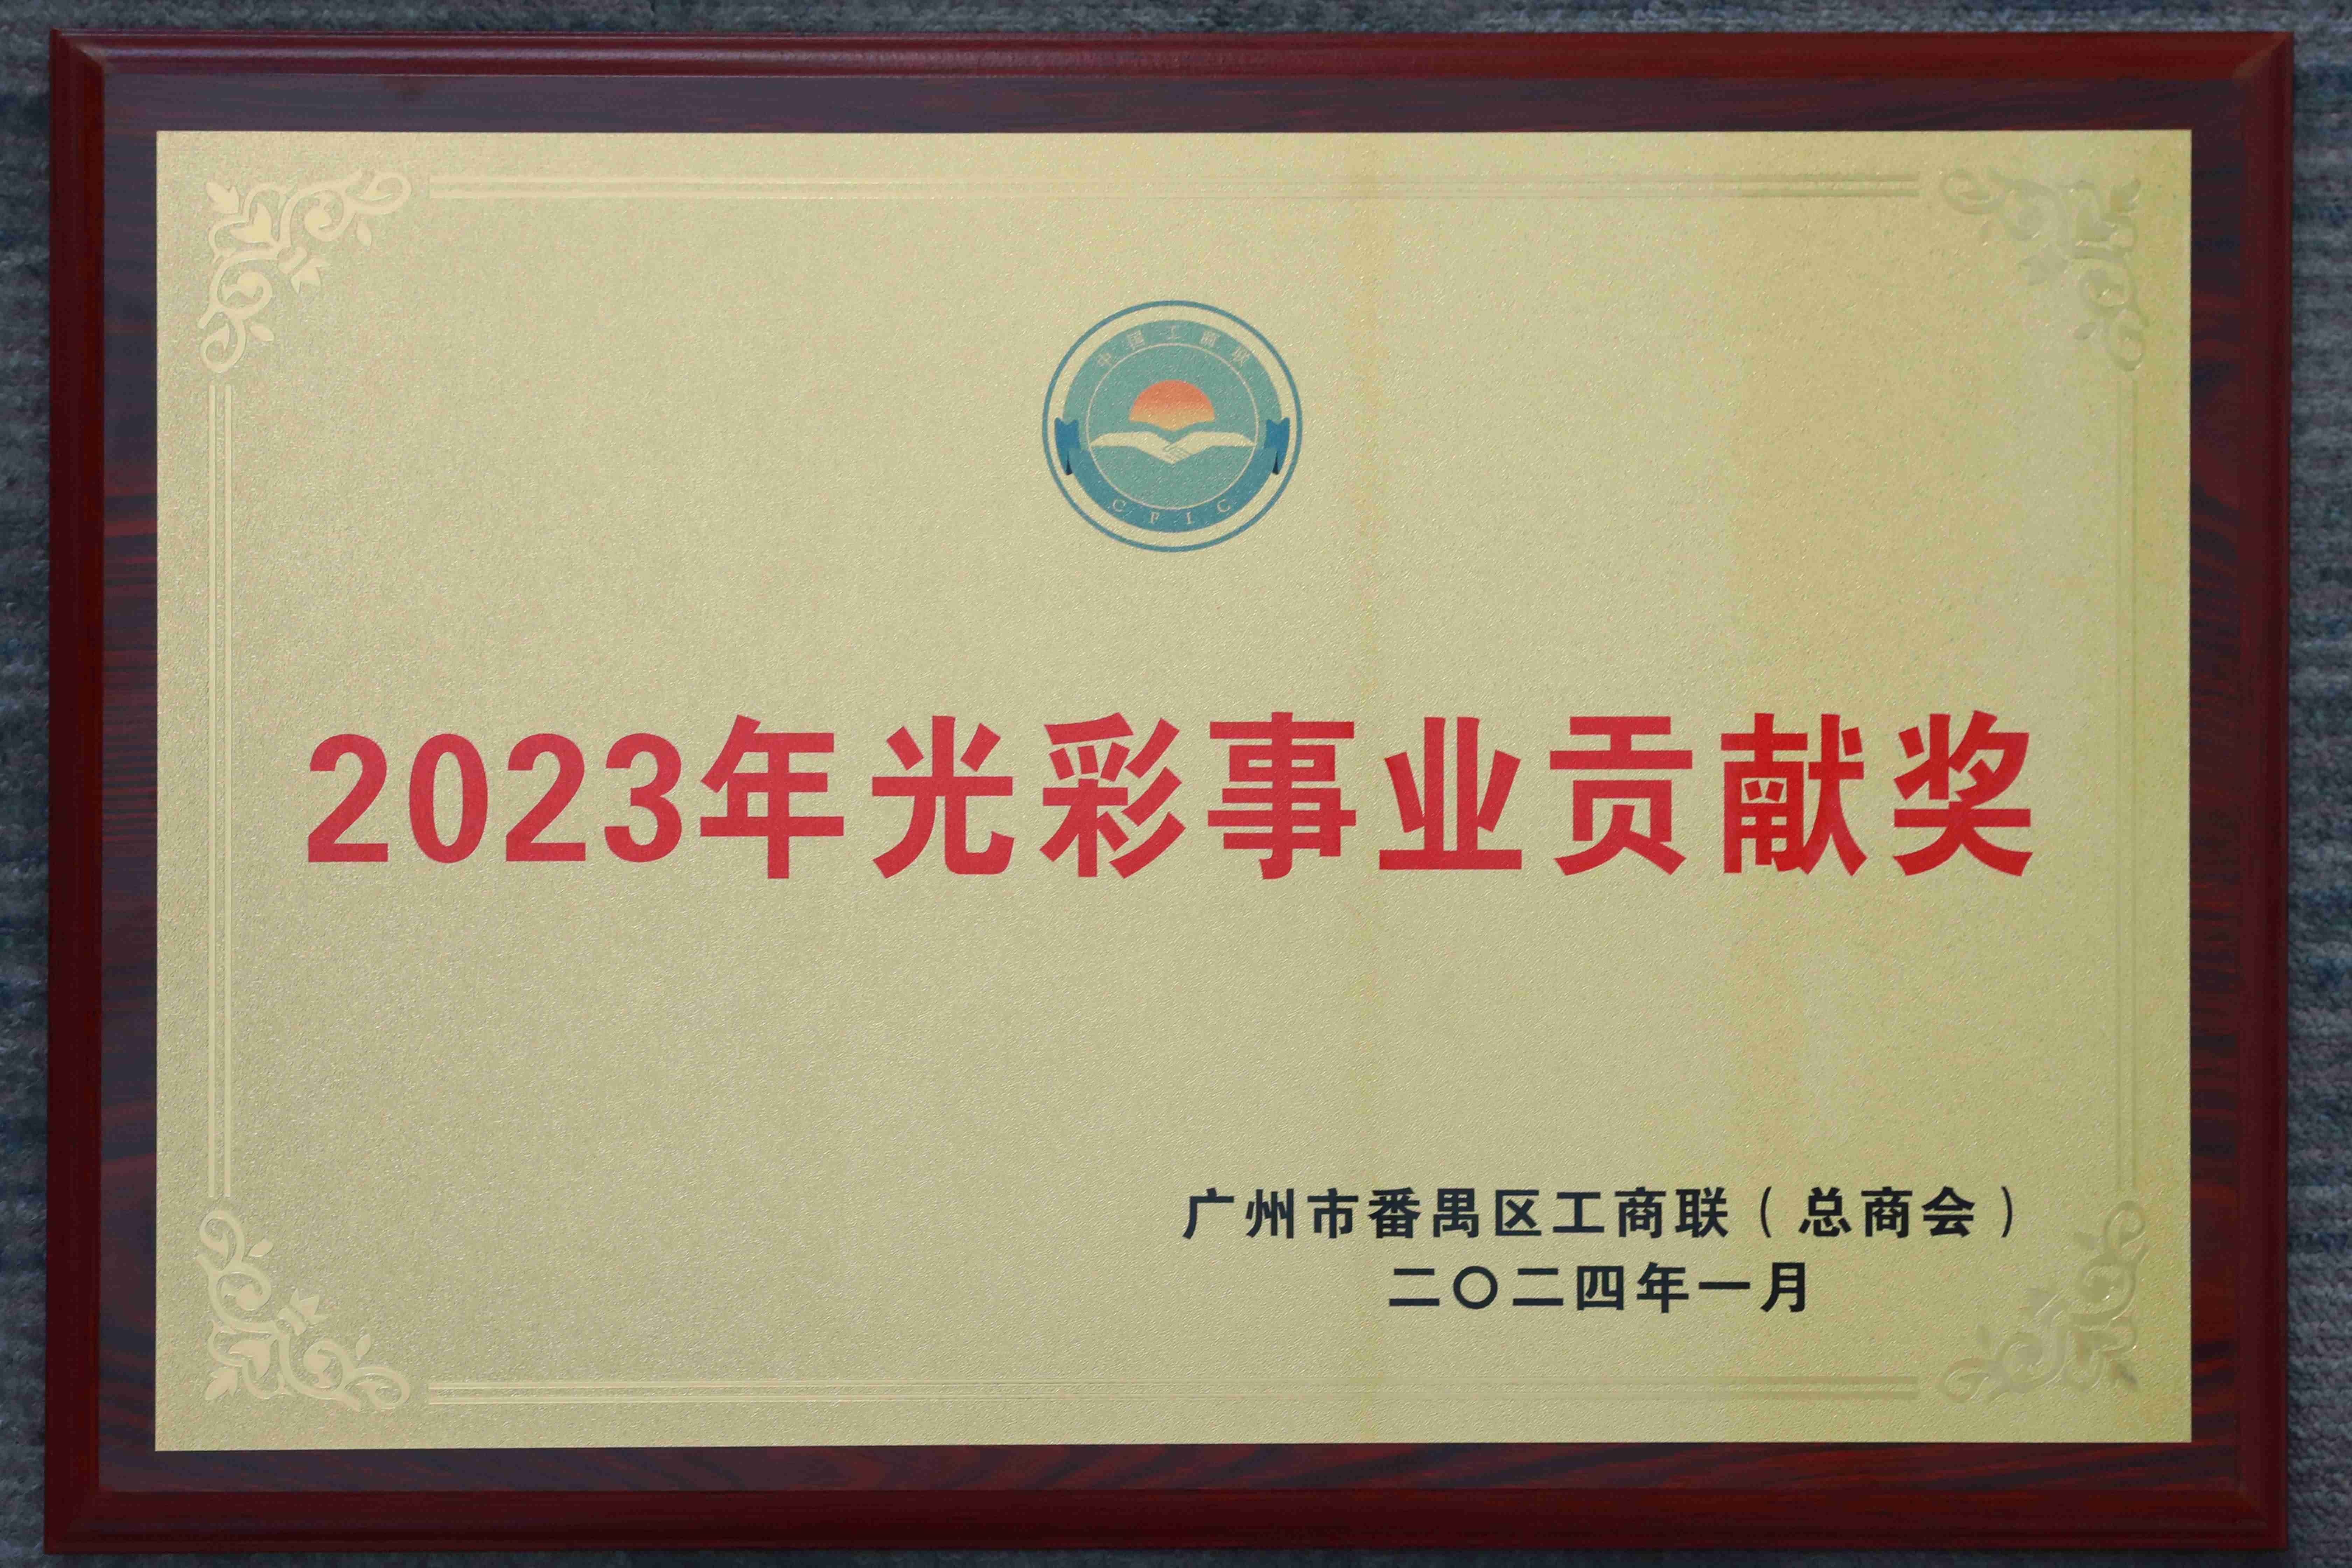 中国工商联
CFIC
2023年光彩事业贡献奖
广州市番禺区工商联（总商会）
二〇二四年一月